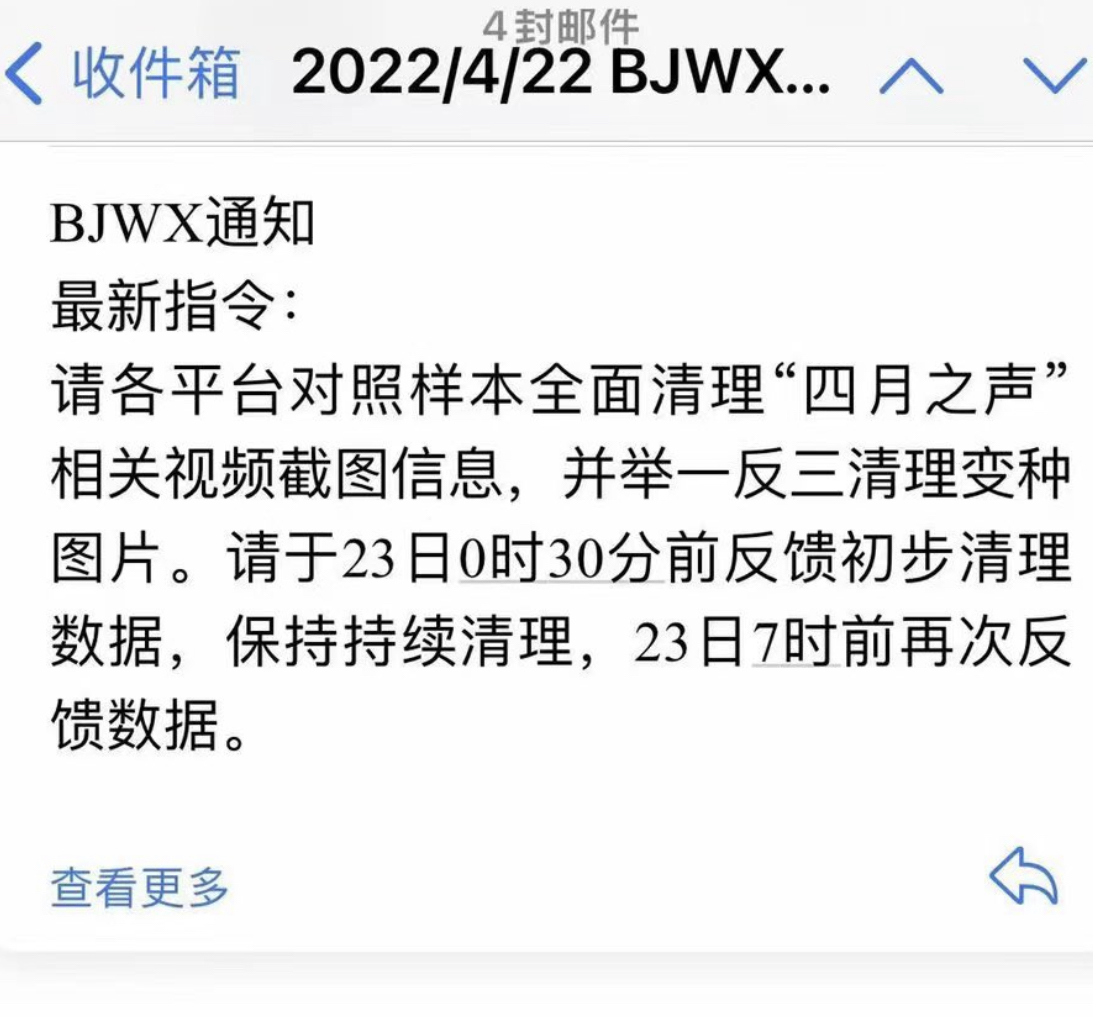 4封邮件
收件箱 2022/4/22 BJWX...
BJWX通知
最新指令：
请各平台对照样本全面清理“四月之声”
相关视频截图信息，并举一反三清理变种
图片。请于23日0时30分前反馈初步清理
数据，保持持续清理，23日7时前再次反
馈数据。
查看更多